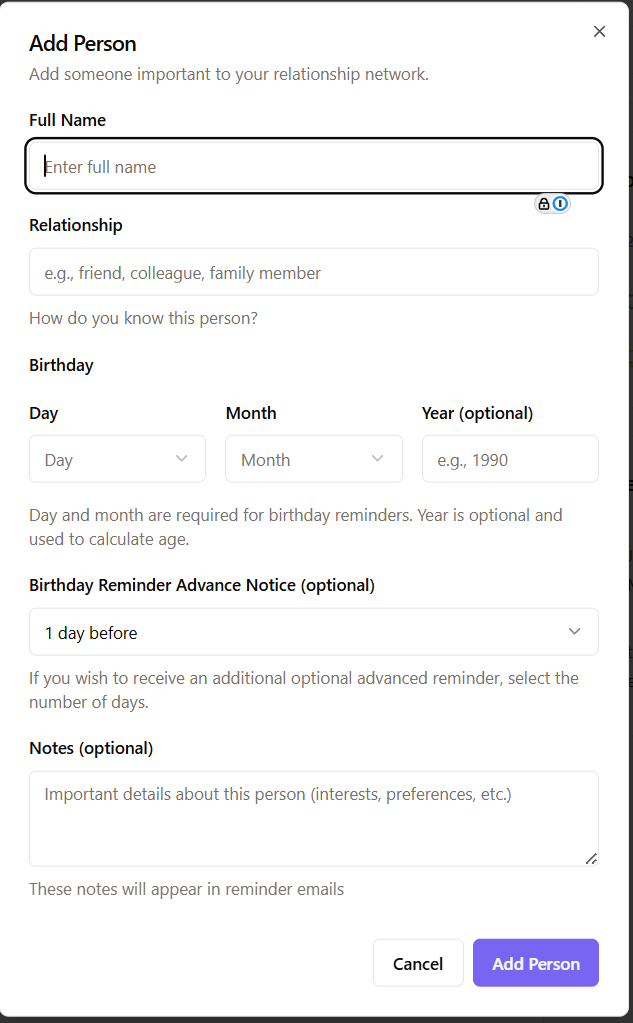 Add Person
Add someone important to your relationship network.
Full Name
Enter full name
Relationship
e.g., friend, colleague, family member
How do you know this person?
Birthday
Day Month Year (optional)
Day Month e.g., 1990
Day and month are required for birthday reminders. Year is optional and
used to calculate age.
Birthday Reminder Advance Notice (optional)
1 day before
If you wish to receive an additional optional advanced reminder, select the
number of days.
Notes (optional)
Important details about this person (interests, preferences, etc.)
These notes will appear in reminder emails
Cancel Add Person